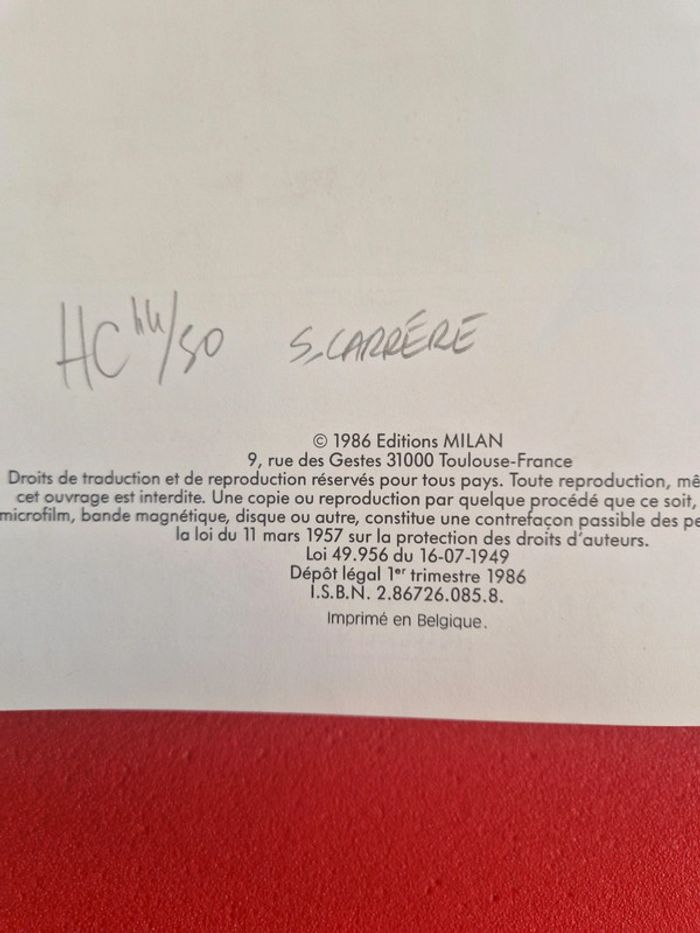 HC 44/50 S. CARRÈRE
© 1986 Editions MILAN
9, rue des Gestes 31000 Toulouse-France
Droits de traduction et de reproduction réservés pour tous pays. Toute reproduction, mê
cet ouvrage est interdite. Une copie ou reproduction par quelque procédé que ce soit,
microfilm, bande magnétique, disque ou autre, constitue une contrefaçon passible des pe
la loi du 11 mars 1957 sur la protection des droits d'auteurs.
Loi 49.956 du 16-07-1949
Dépôt légal 1er trimestre 1986
I.S.B.N. 2.86726.085.8.
Imprimé en Belgique.